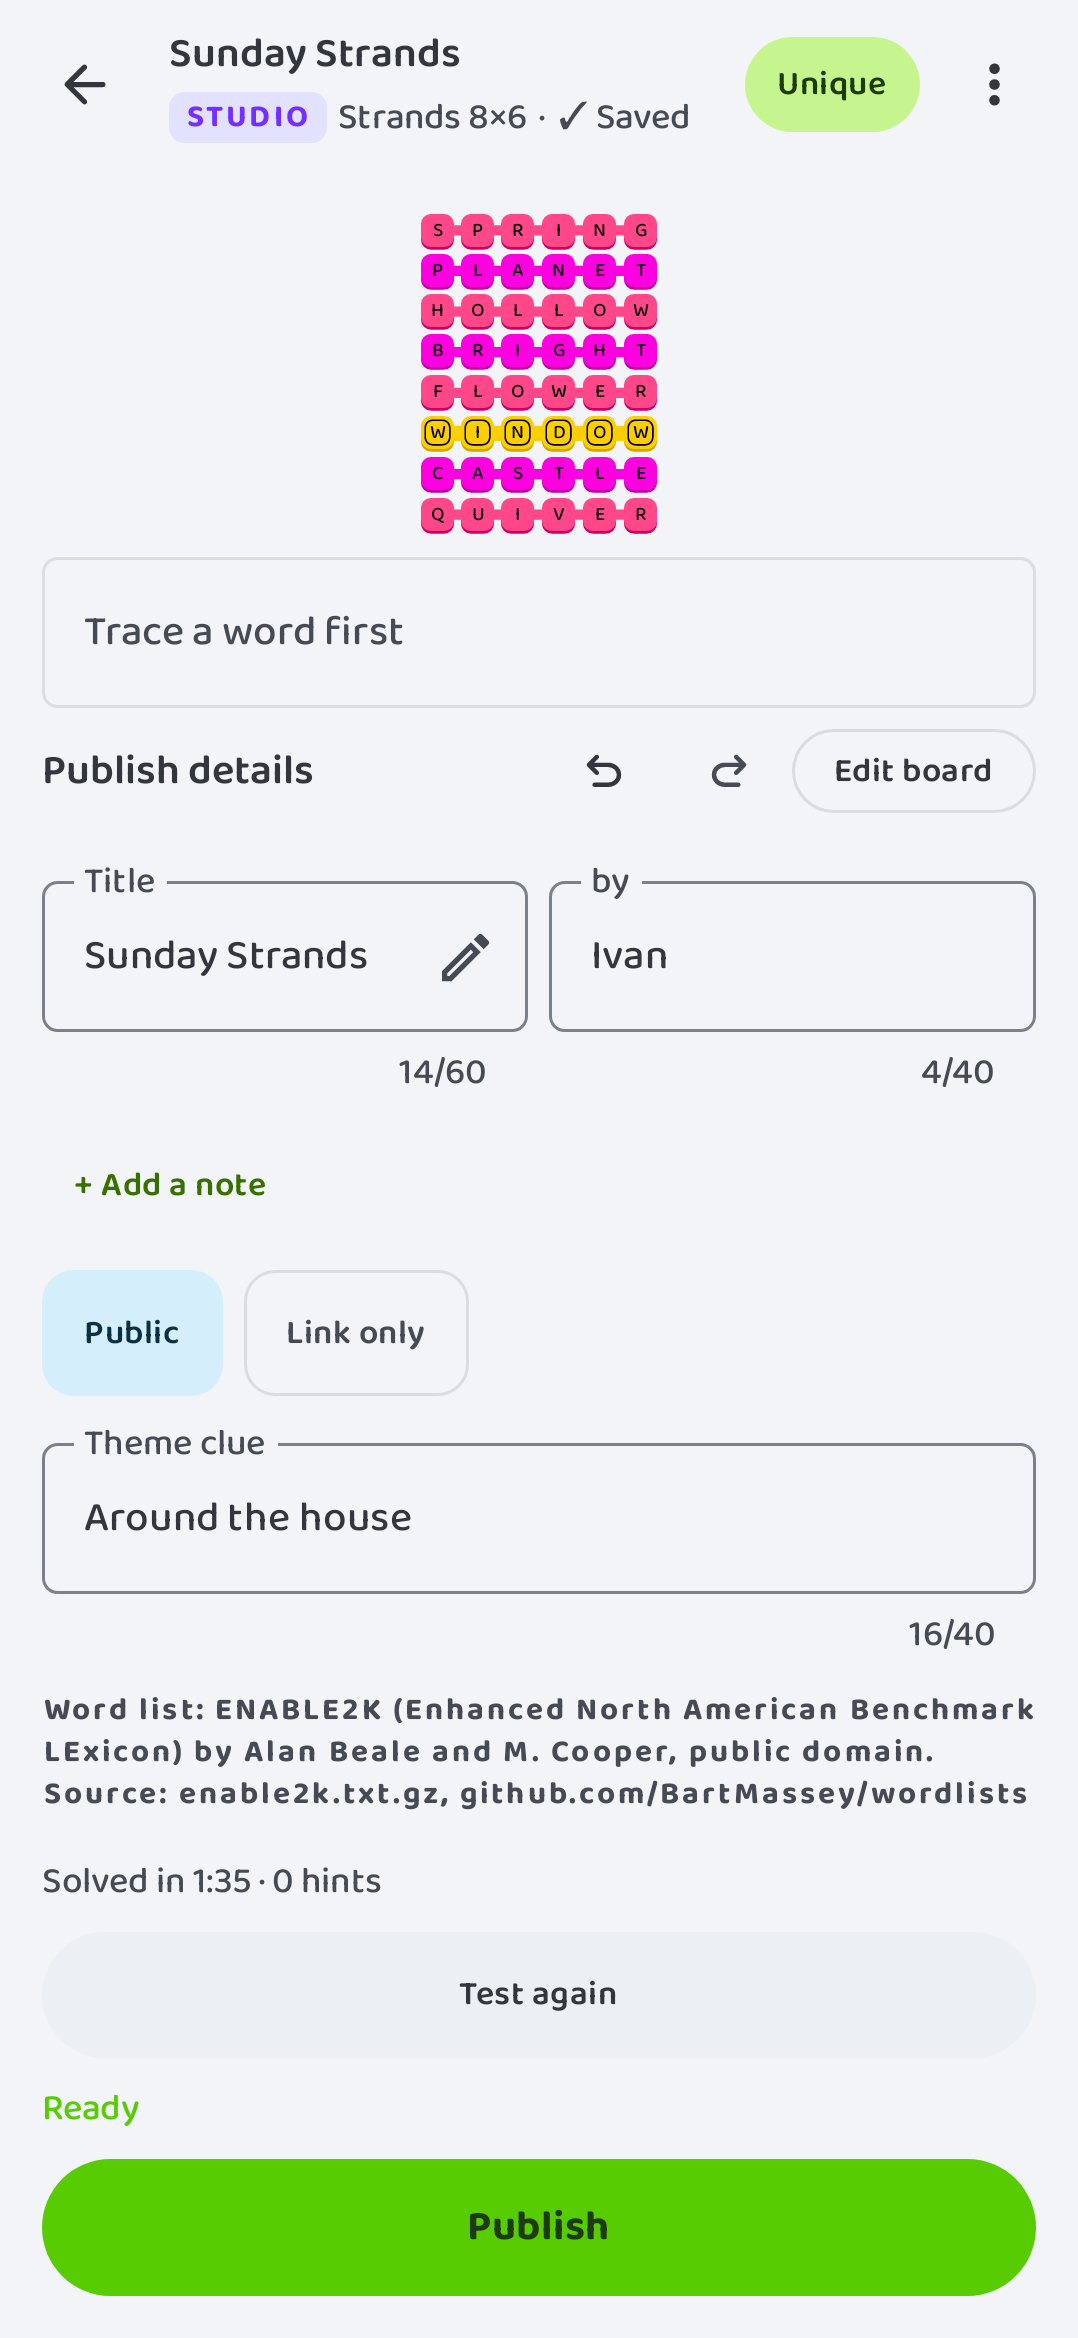 Sunday Strands
STUDIO Strands 8×6 · ✓ Saved
Unique
S P R I N G
P L A N E T
H O L L O W
B R I G H T
F L O W E R
W I N D O W
C A S T L E
Q U I V E R
Trace a word first
Publish details
Edit board
Title
Sunday Strands
14/60
by
Ivan
4/40
+ Add a note
Public
Link only
Theme clue
Around the house
16/40
Word list: ENABLE2K (Enhanced North American Benchmark
LExicon) by Alan Beale and M. Cooper, public domain.
Source: enable2k.txt.gz, github.com/BartMassey/wordlists
Solved in 1:35 · 0 hints
Test again
Ready
Publish